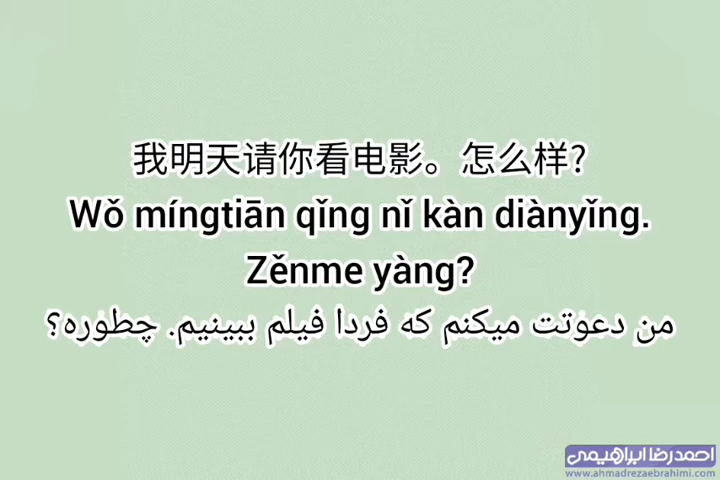 我明天请你看电影。怎么样?
Wǒ míngtiān qǐng nǐ kàn diànyǐng.
Zěnme yàng?
من دعوتت میکنم که فردا فیلم ببینیم. چطوره؟
احمدرضا ابراهیمی
www.ahmadrezaebrahimi.com